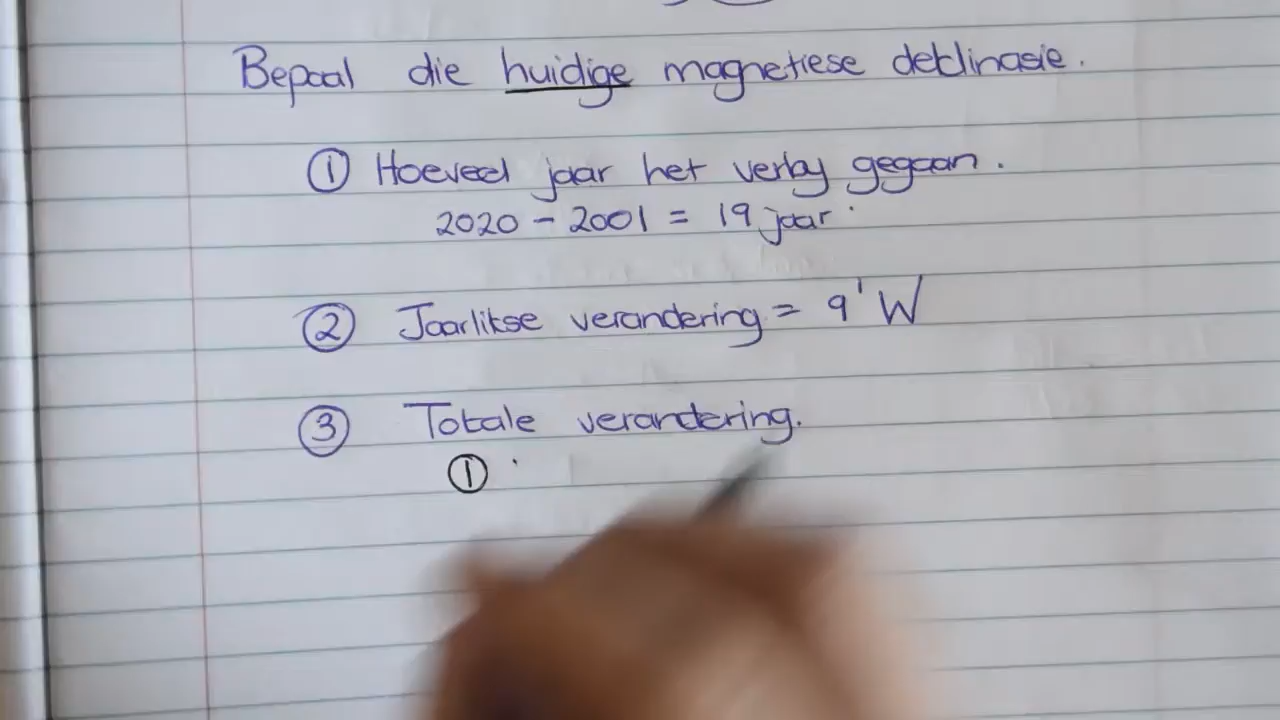 Bepaal die huidige magnetiese deklinasie.
① Hoeveel jaar het verby gegaan.
2020 - 2001 = 19 jaar.
② Jaarlikse verandering = 9' W
③ Totale verandering.
①